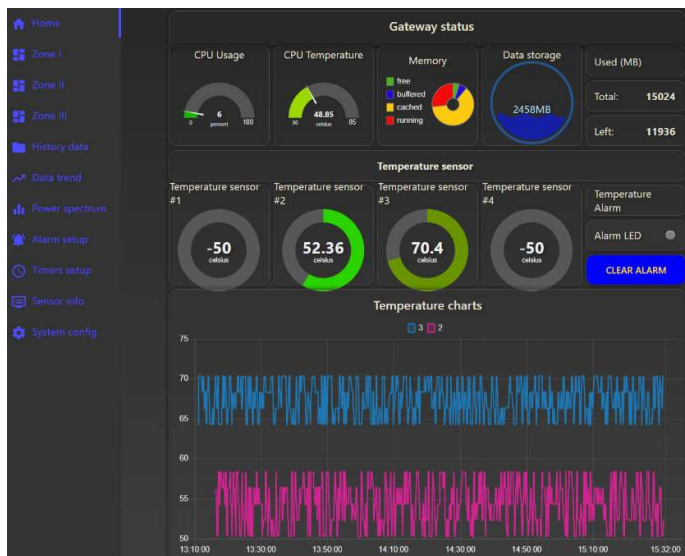 Home
Zone I
Zone II
Zone III
History data
Data trend
Power spectrum
Alarm setup
Timers setup
Sensor info
System config
Gateway status
CPU Usage
6
percent
0
100
CPU Temperature
48.85
celsius
30
85
Memory
free
buffered
cached
running
Data storage
2458MB
Used (MB)
Total: 15024
Left: 11936
Temperature sensor
Temperature sensor
#1
-50
celsius
Temperature sensor
#2
52.36
celsius
Temperature sensor
#3
70.4
celsius
Temperature sensor
#4
-50
celsius
Temperature
Alarm
Alarm LED
CLEAR ALARM
Temperature charts
3 2
75
70
65
60
55
50
13:10:00 13:30:00 13:50:00 14:10:00 14:30:00 14:50:00 15:10:00 15:32:00